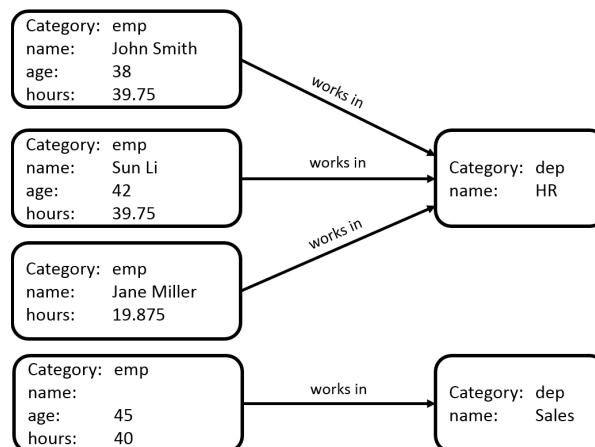 Category: emp
name: John Smith
age: 38
hours: 39.75
works in
Category: emp
name: Sun Li
age: 42
hours: 39.75
works in
Category: dep
name: HR
Category: emp
name: Jane Miller
hours: 19.875
works in
Category: emp
name:
age: 45
hours: 40
works in
Category: dep
name: Sales